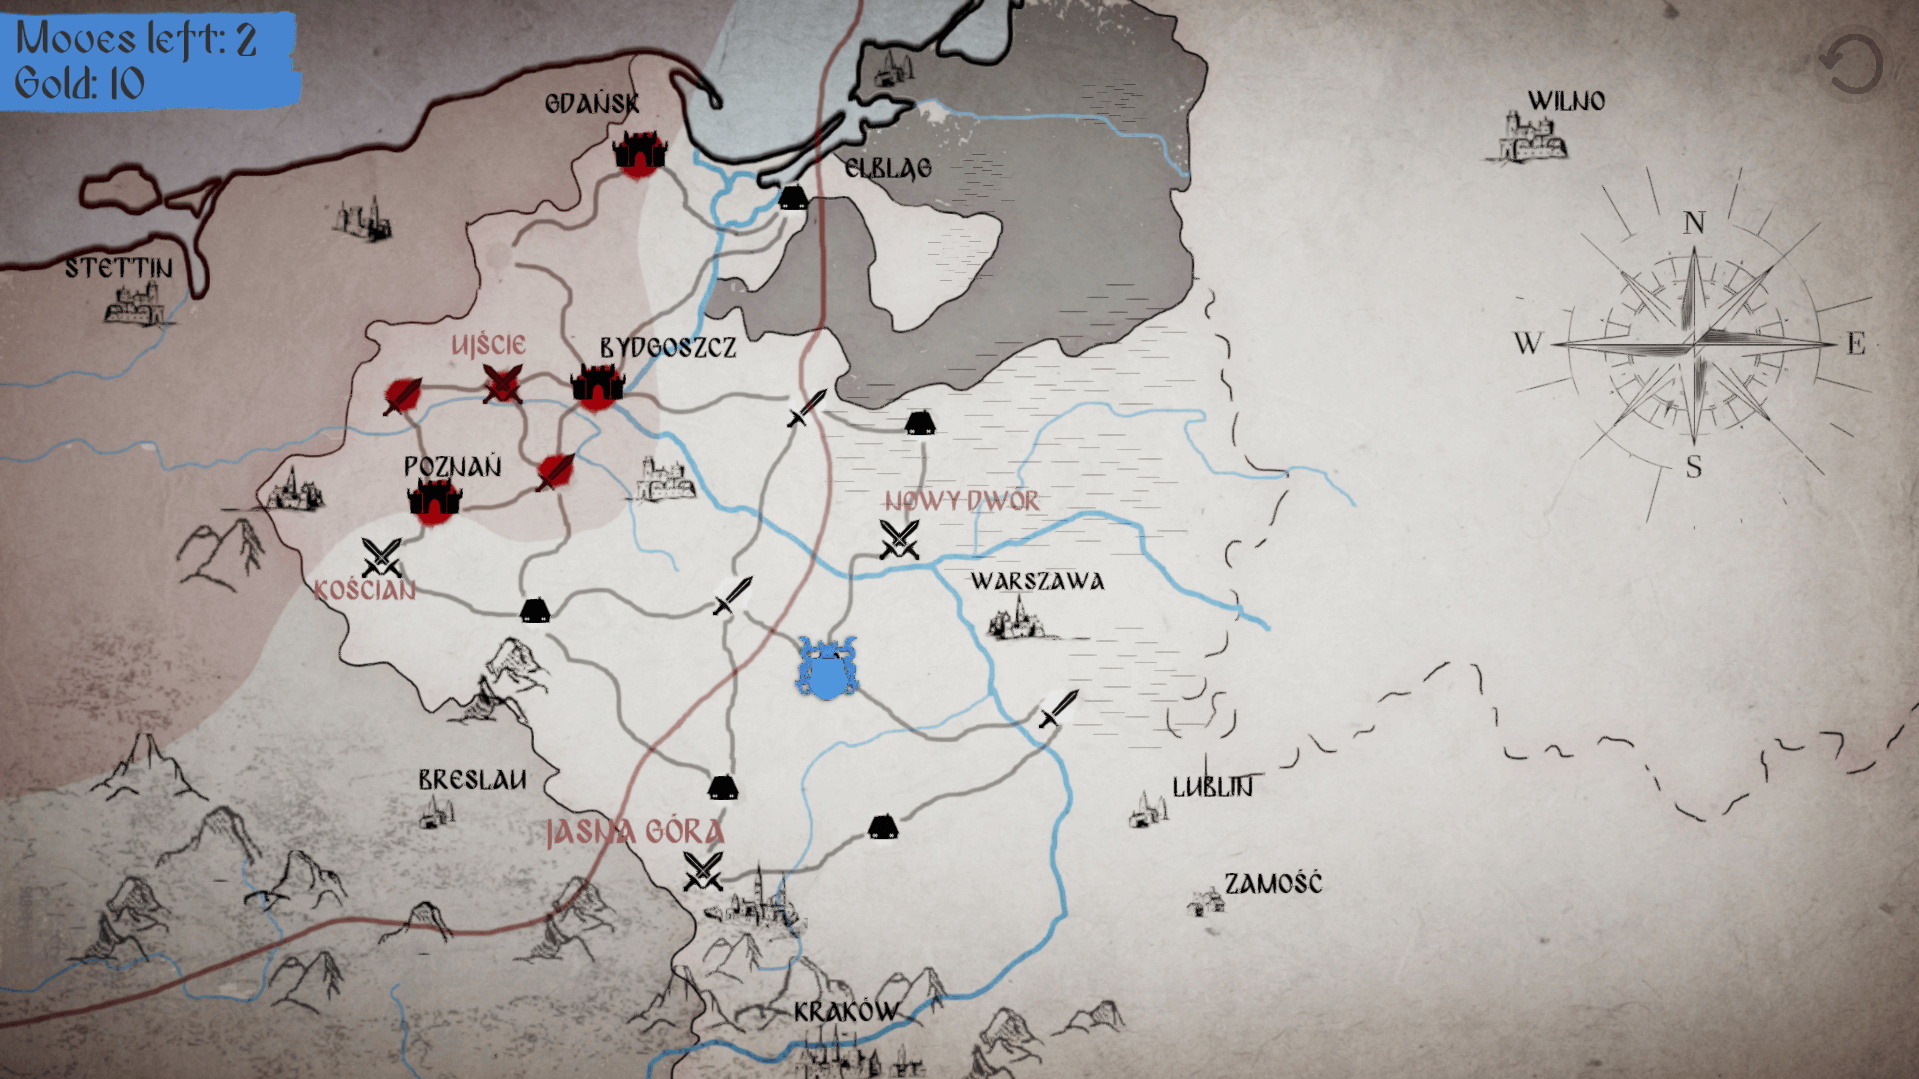 Moves left: 2
Gold: 10
GDAŃSK
WILNO
ELBLĄG
N
STETTIN
UJŚCIE
BYDGOSZCZ
W
E
POZNAŃ
S
NOWY DWÓR
KOŚCIAN
WARSZAWA
BRESLAU
LUBLIN
JASNA GÓRA
ZAMOŚĆ
KRAKÓW